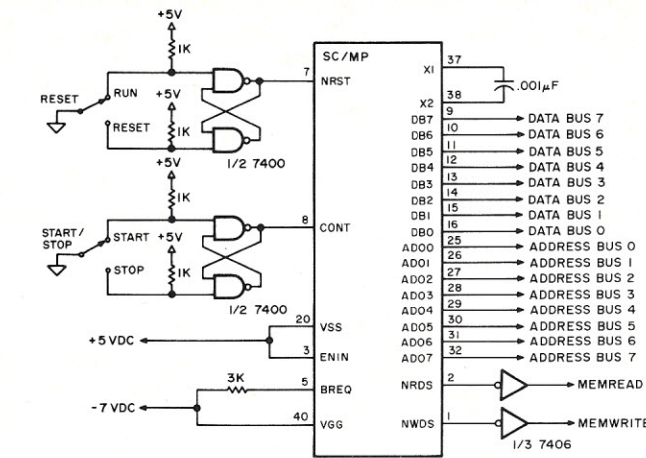 +5V
1K
RESET
RUN
+5V
RESET
1K
1/2 7400
+5V
1K
START/
STOP
START
+5V
STOP
1K
1/2 7400
+5VDC
3K
-7 VDC
SC/MP
7 NRST
8 CONT
20 VSS
3 ENIN
5 BREQ
40 VGG
X1 37
.001µF
X2 38
DB7 9 DATA BUS 7
DB6 10 DATA BUS 6
DB5 11 DATA BUS 5
DB4 12 DATA BUS 4
DB3 13 DATA BUS 3
DB2 14 DATA BUS 2
DB1 15 DATA BUS 1
DB0 16 DATA BUS 0
AD00 25 ADDRESS BUS 0
AD01 26 ADDRESS BUS 1
AD02 27 ADDRESS BUS 2
AD03 28 ADDRESS BUS 3
AD04 29 ADDRESS BUS 4
AD05 30 ADDRESS BUS 5
AD06 31 ADDRESS BUS 6
AD07 32 ADDRESS BUS 7
NRDS 2 MEMREAD
NWDS 1 MEMWRITE
1/3 7406